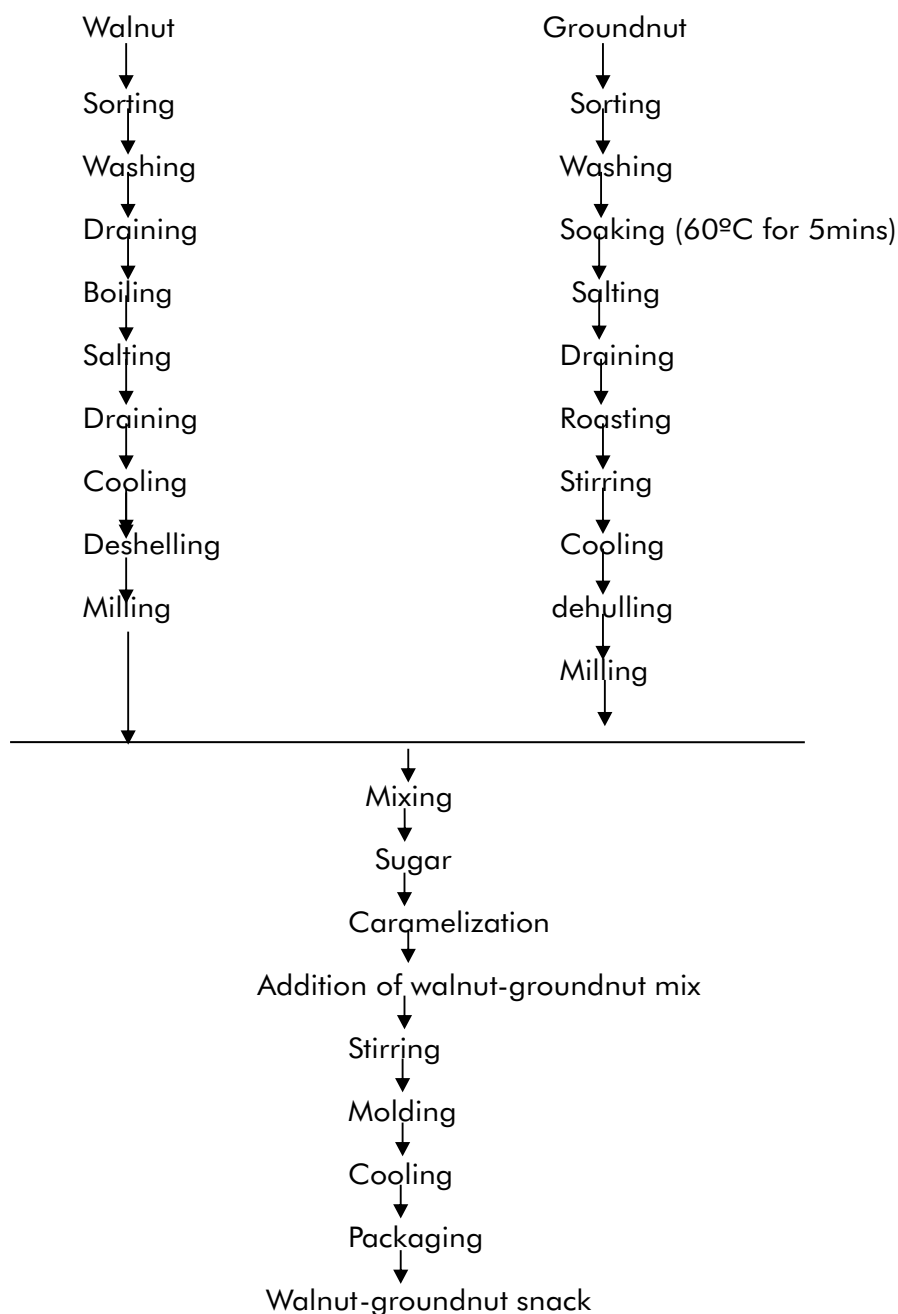 Walnut
Sorting
Washing
Draining
Boiling
Salting
Draining
Cooling
Deshelling
Milling
Groundnut
Sorting
Washing
Soaking (60ºC for 5mins)
Salting
Draining
Roasting
Stirring
Cooling
dehulling
Milling
Mixing
Sugar
Caramelization
Addition of walnut-groundnut mix
Stirring
Molding
Cooling
Packaging
Walnut-groundnut snack